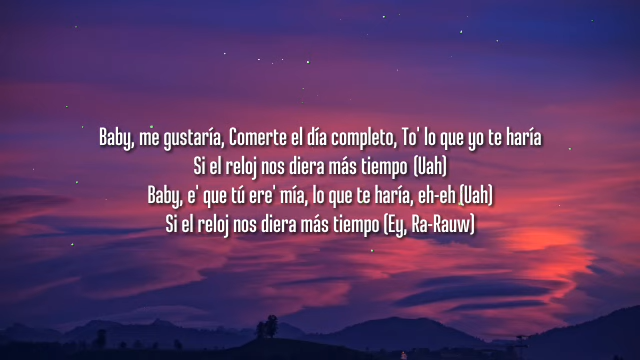 Baby, me gustaría, Comerte el día completo, To' lo que yo te haría
Si el reloj nos diera más tiempo (Uah)
Baby, e' que tú ere' mía, lo que te haría, eh-eh (Uah)
Si el reloj nos diera más tiempo (Ey, Ra-Rauw)